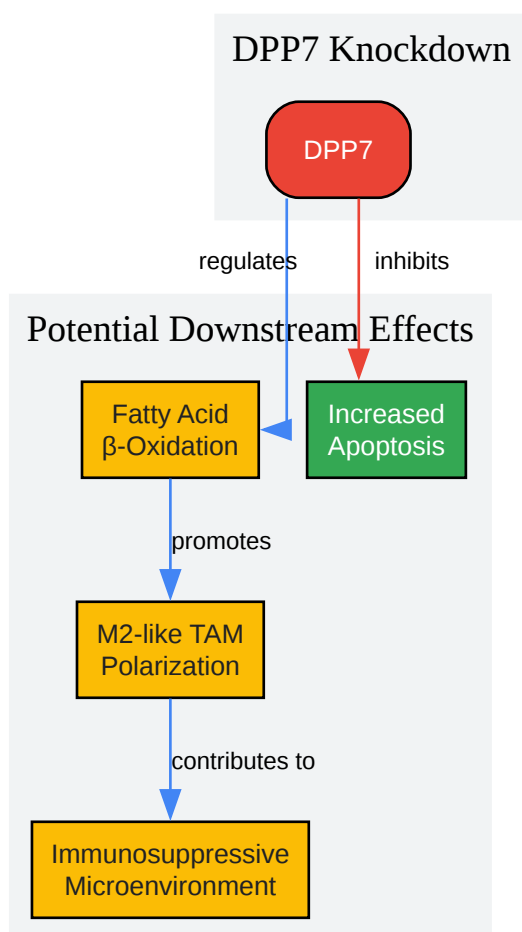 DPP7 Knockdown
DPP7
regulates
inhibits
Potential Downstream Effects
Fatty Acid
β-Oxidation
Increased
Apoptosis
promotes
M2-like TAM
Polarization
contributes to
Immunosuppressive
Microenvironment